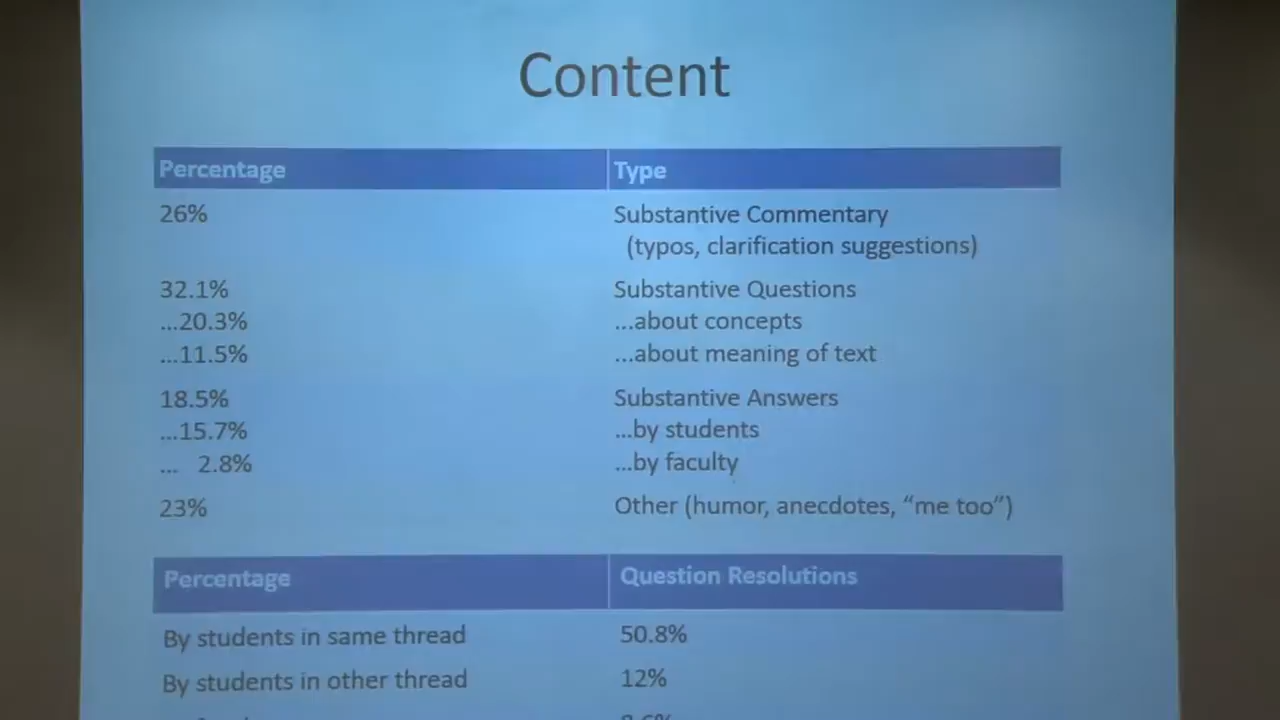 Content
Percentage Type
26% Substantive Commentary
(typos, clarification suggestions)
32.1% Substantive Questions
...20.3% ...about concepts
...11.5% ...about meaning of text
18.5% Substantive Answers
...15.7% ...by students
... 2.8% ...by faculty
23% Other (humor, anecdotes, “me too”)
Percentage Question Resolutions
By students in same thread 50.8%
By students in other thread 12%